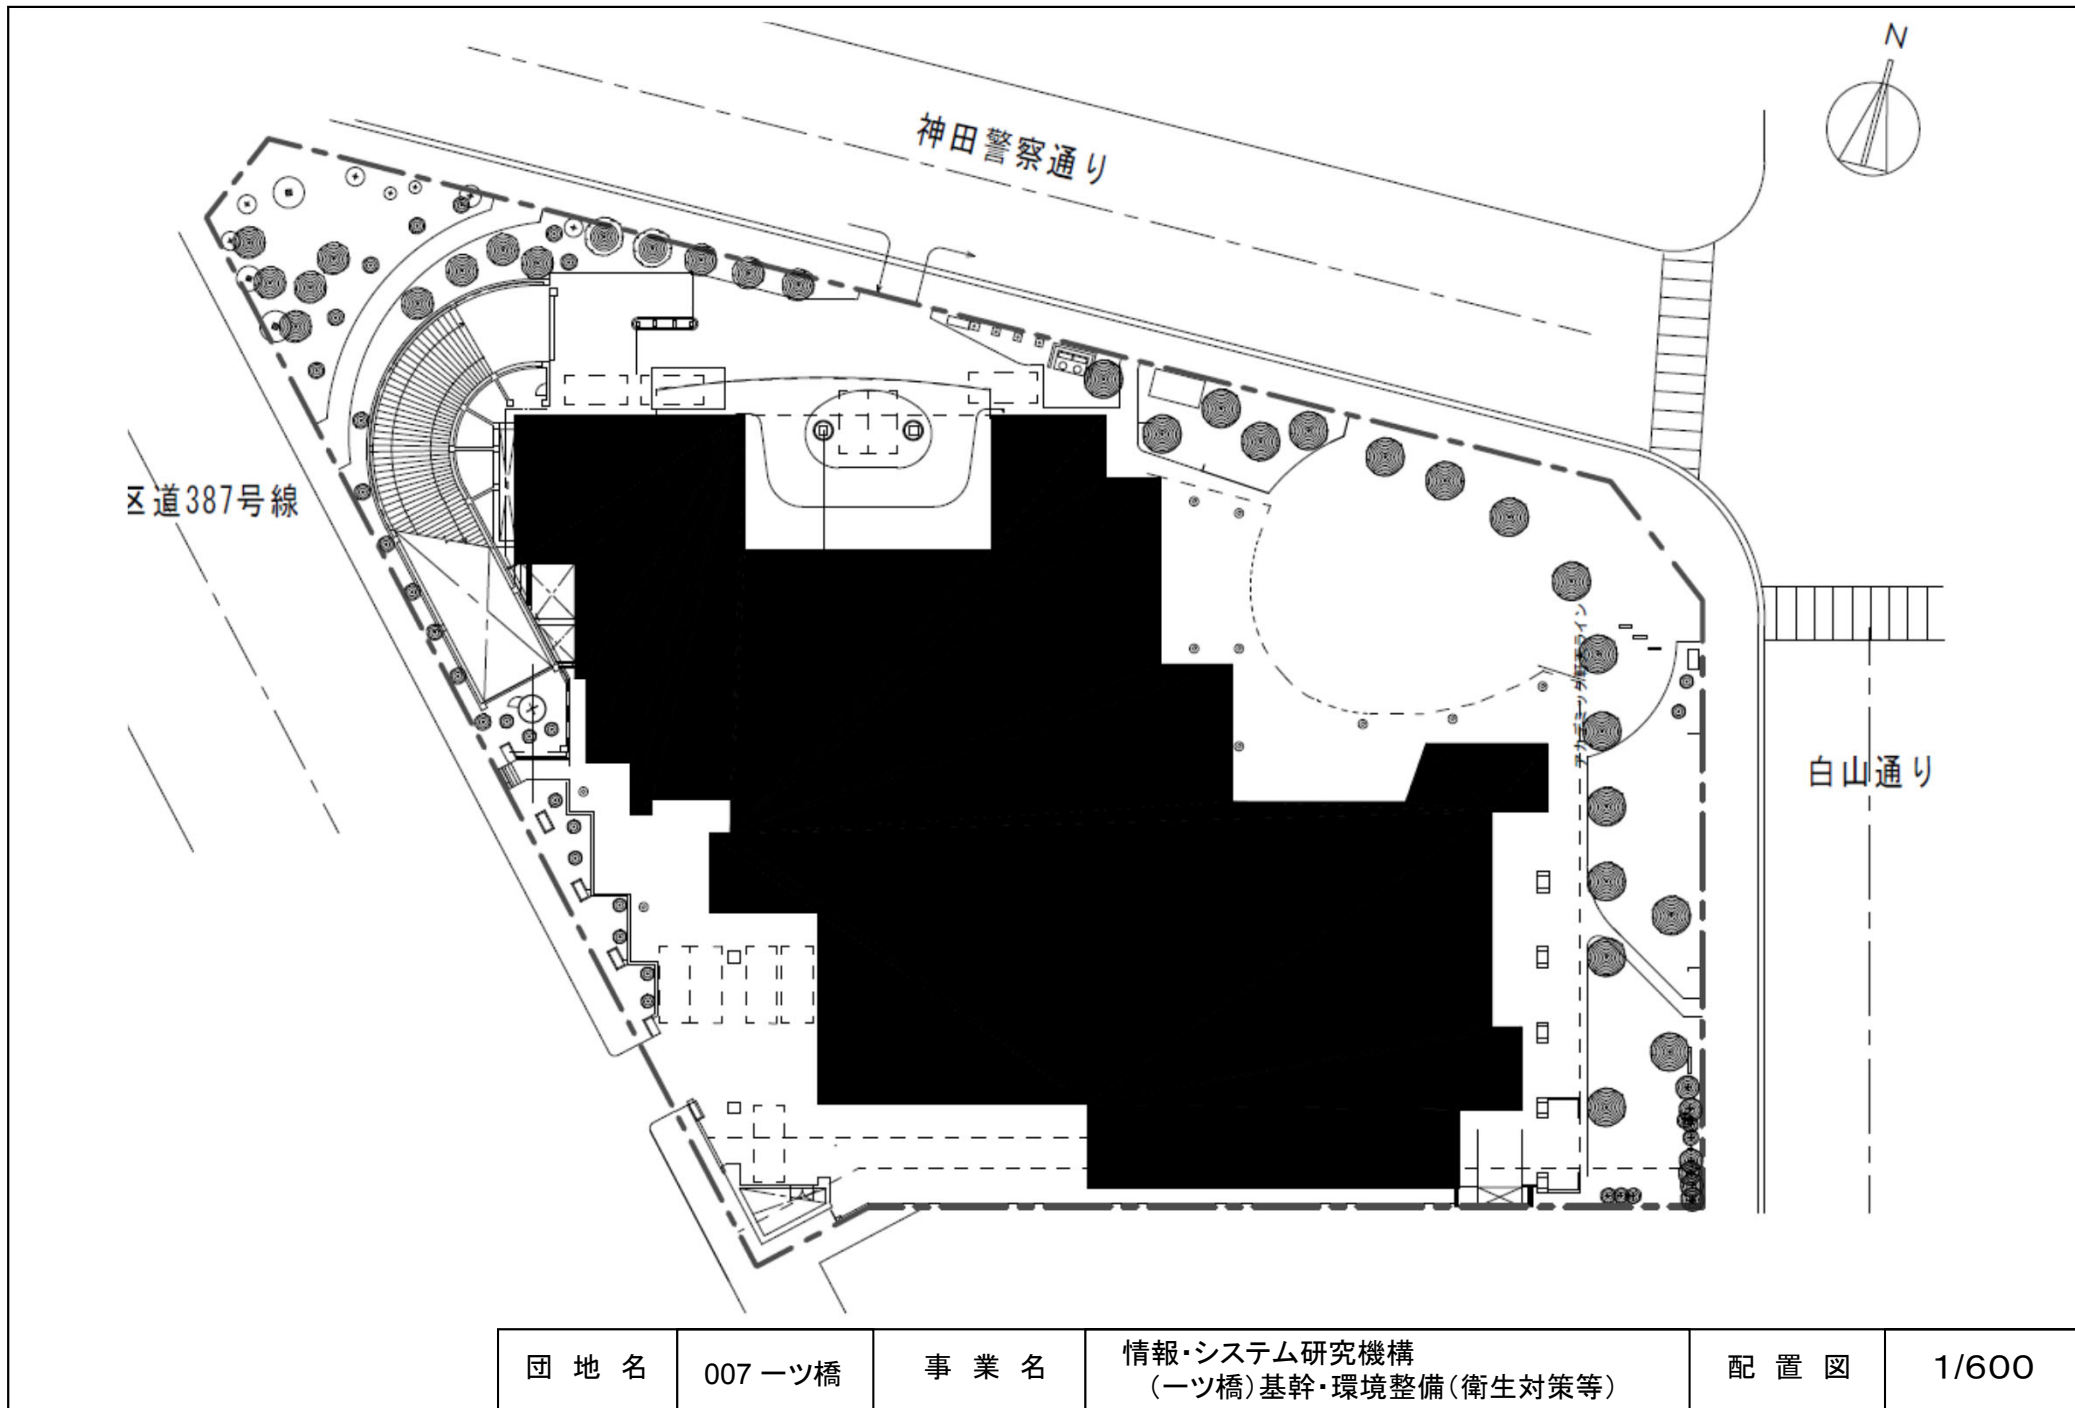 N
神田警察通り
区道387号線
白山通り
団地名
007 一ツ橋
事業名
情報・システム研究機構
（一ツ橋）基幹・環境整備（衛生対策等）
配置図
1/600